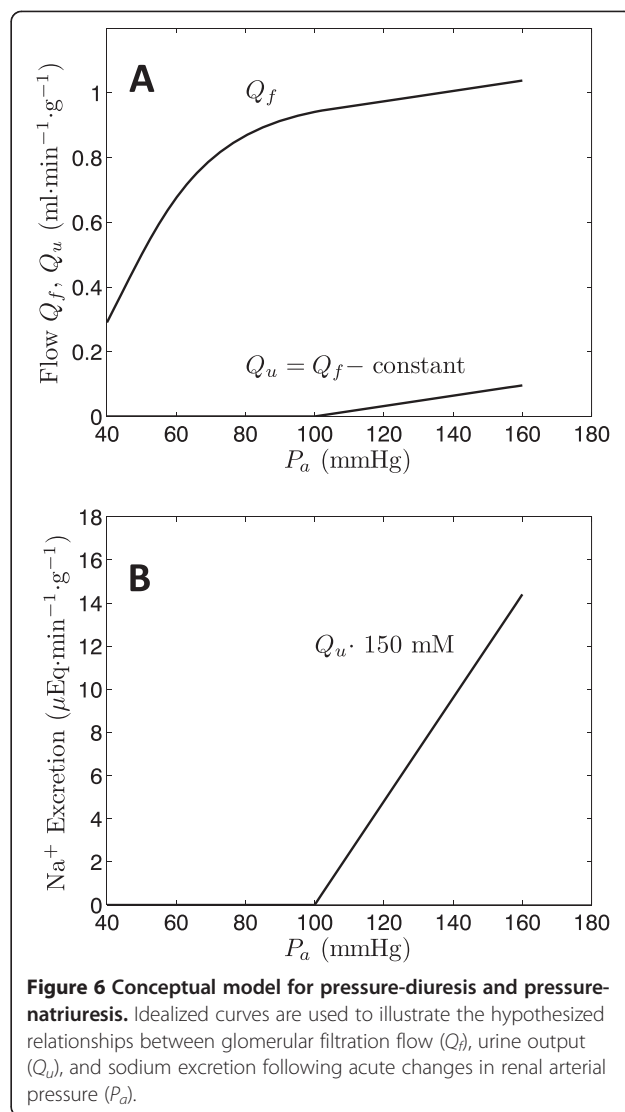 A
Flow Q_f, Q_u (ml·min⁻¹·g⁻¹)
1
0.8
0.6
0.4
0.2
0
Q_f
Q_u = Q_f − constant
40 60 80 100 120 140 160 180
P_a (mmHg)
B
Na⁺ Excretion (μEq·min⁻¹·g⁻¹)
18
16
14
12
10
8
6
4
2
0
Q_u· 150 mM
40 60 80 100 120 140 160 180
P_a (mmHg)
Figure 6 Conceptual model for pressure-diuresis and pressure-
natriuresis. Idealized curves are used to illustrate the hypothesized
relationships between glomerular filtration flow (Q_f), urine output
(Q_u), and sodium excretion following acute changes in renal arterial
pressure (P_a).